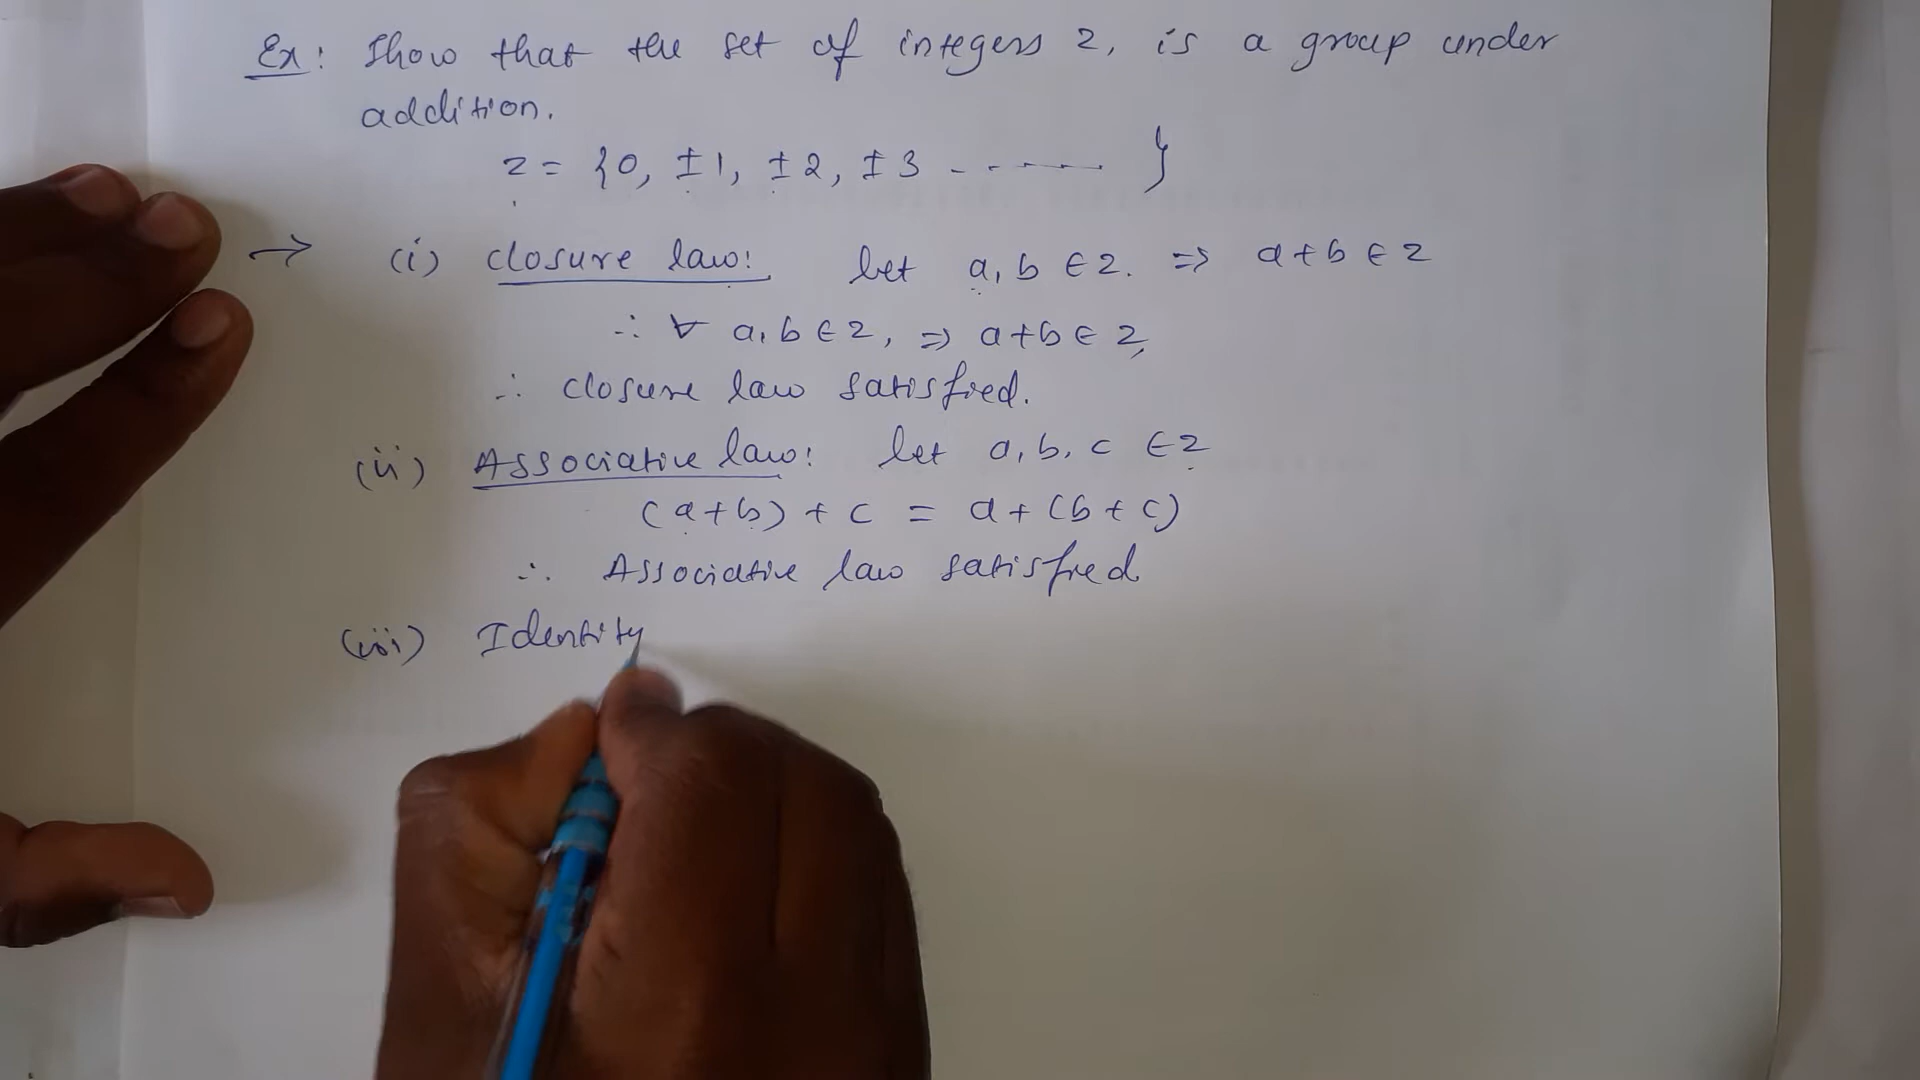 Ex: Show that the set of integers z, is a group under
addition.
z = {0, ±1, ±2, ±3 - - - - - }
→ (i) closure law: let a, b ∈ z. ⇒ a + b ∈ z
∴ ∀ a, b ∈ z, ⇒ a+b ∈ z,
∴ closure law satisfied.
(ii) Associative law: let a, b, c ∈ z
(a+b) + c = a + (b + c)
∴ Associative law satisfied
(iii) Identity